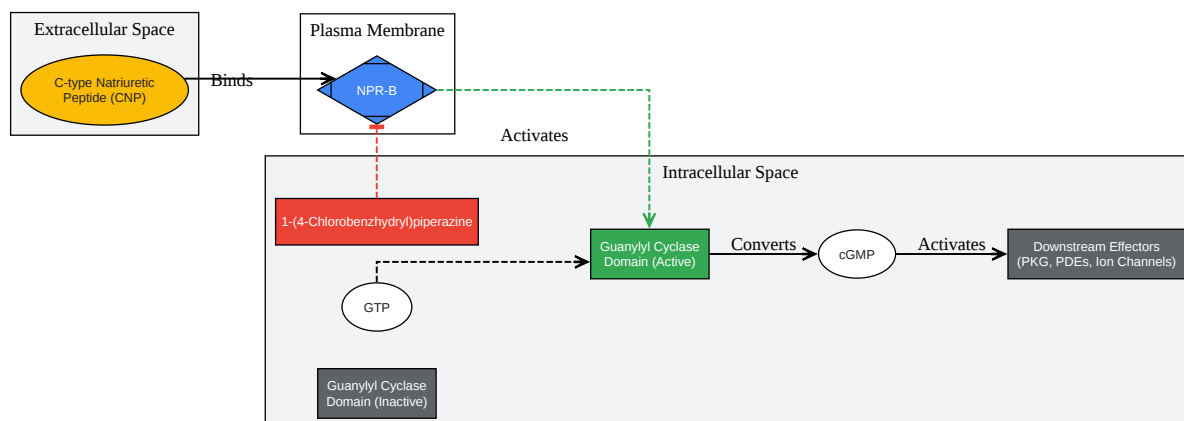 Extracellular Space
C-type Natriuretic
Peptide (CNP)
Binds
Plasma Membrane
NPR-B
Activates
Intracellular Space
1-(4-Chlorobenzhydryl)piperazine
Guanylyl Cyclase
Domain (Active)
Converts
cGMP
Activates
Downstream Effectors
(PKG, PDEs, Ion Channels)
GTP
Guanylyl Cyclase
Domain (Inactive)